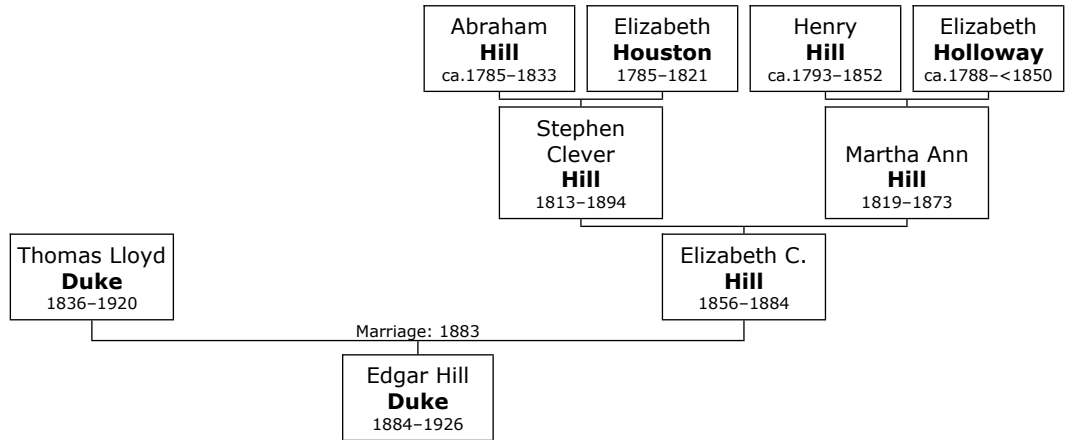 Abraham
Hill
ca.1785–1833
Elizabeth
Houston
1785–1821
Henry
Hill
ca.1793–1852
Elizabeth
Holloway
ca.1788–<1850
Stephen
Clever
Hill
1813–1894
Martha Ann
Hill
1819–1873
Thomas Lloyd
Duke
1836–1920
Elizabeth C.
Hill
1856–1884
Marriage: 1883
Edgar Hill
Duke
1884–1926